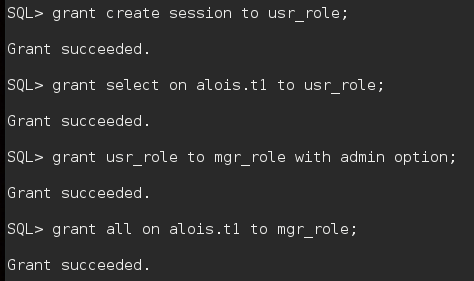 SQL> grant create session to usr_role;
Grant succeeded.
SQL> grant select on alois.t1 to usr_role;
Grant succeeded.
SQL> grant usr_role to mgr_role with admin option;
Grant succeeded.
SQL> grant all on alois.t1 to mgr_role;
Grant succeeded.